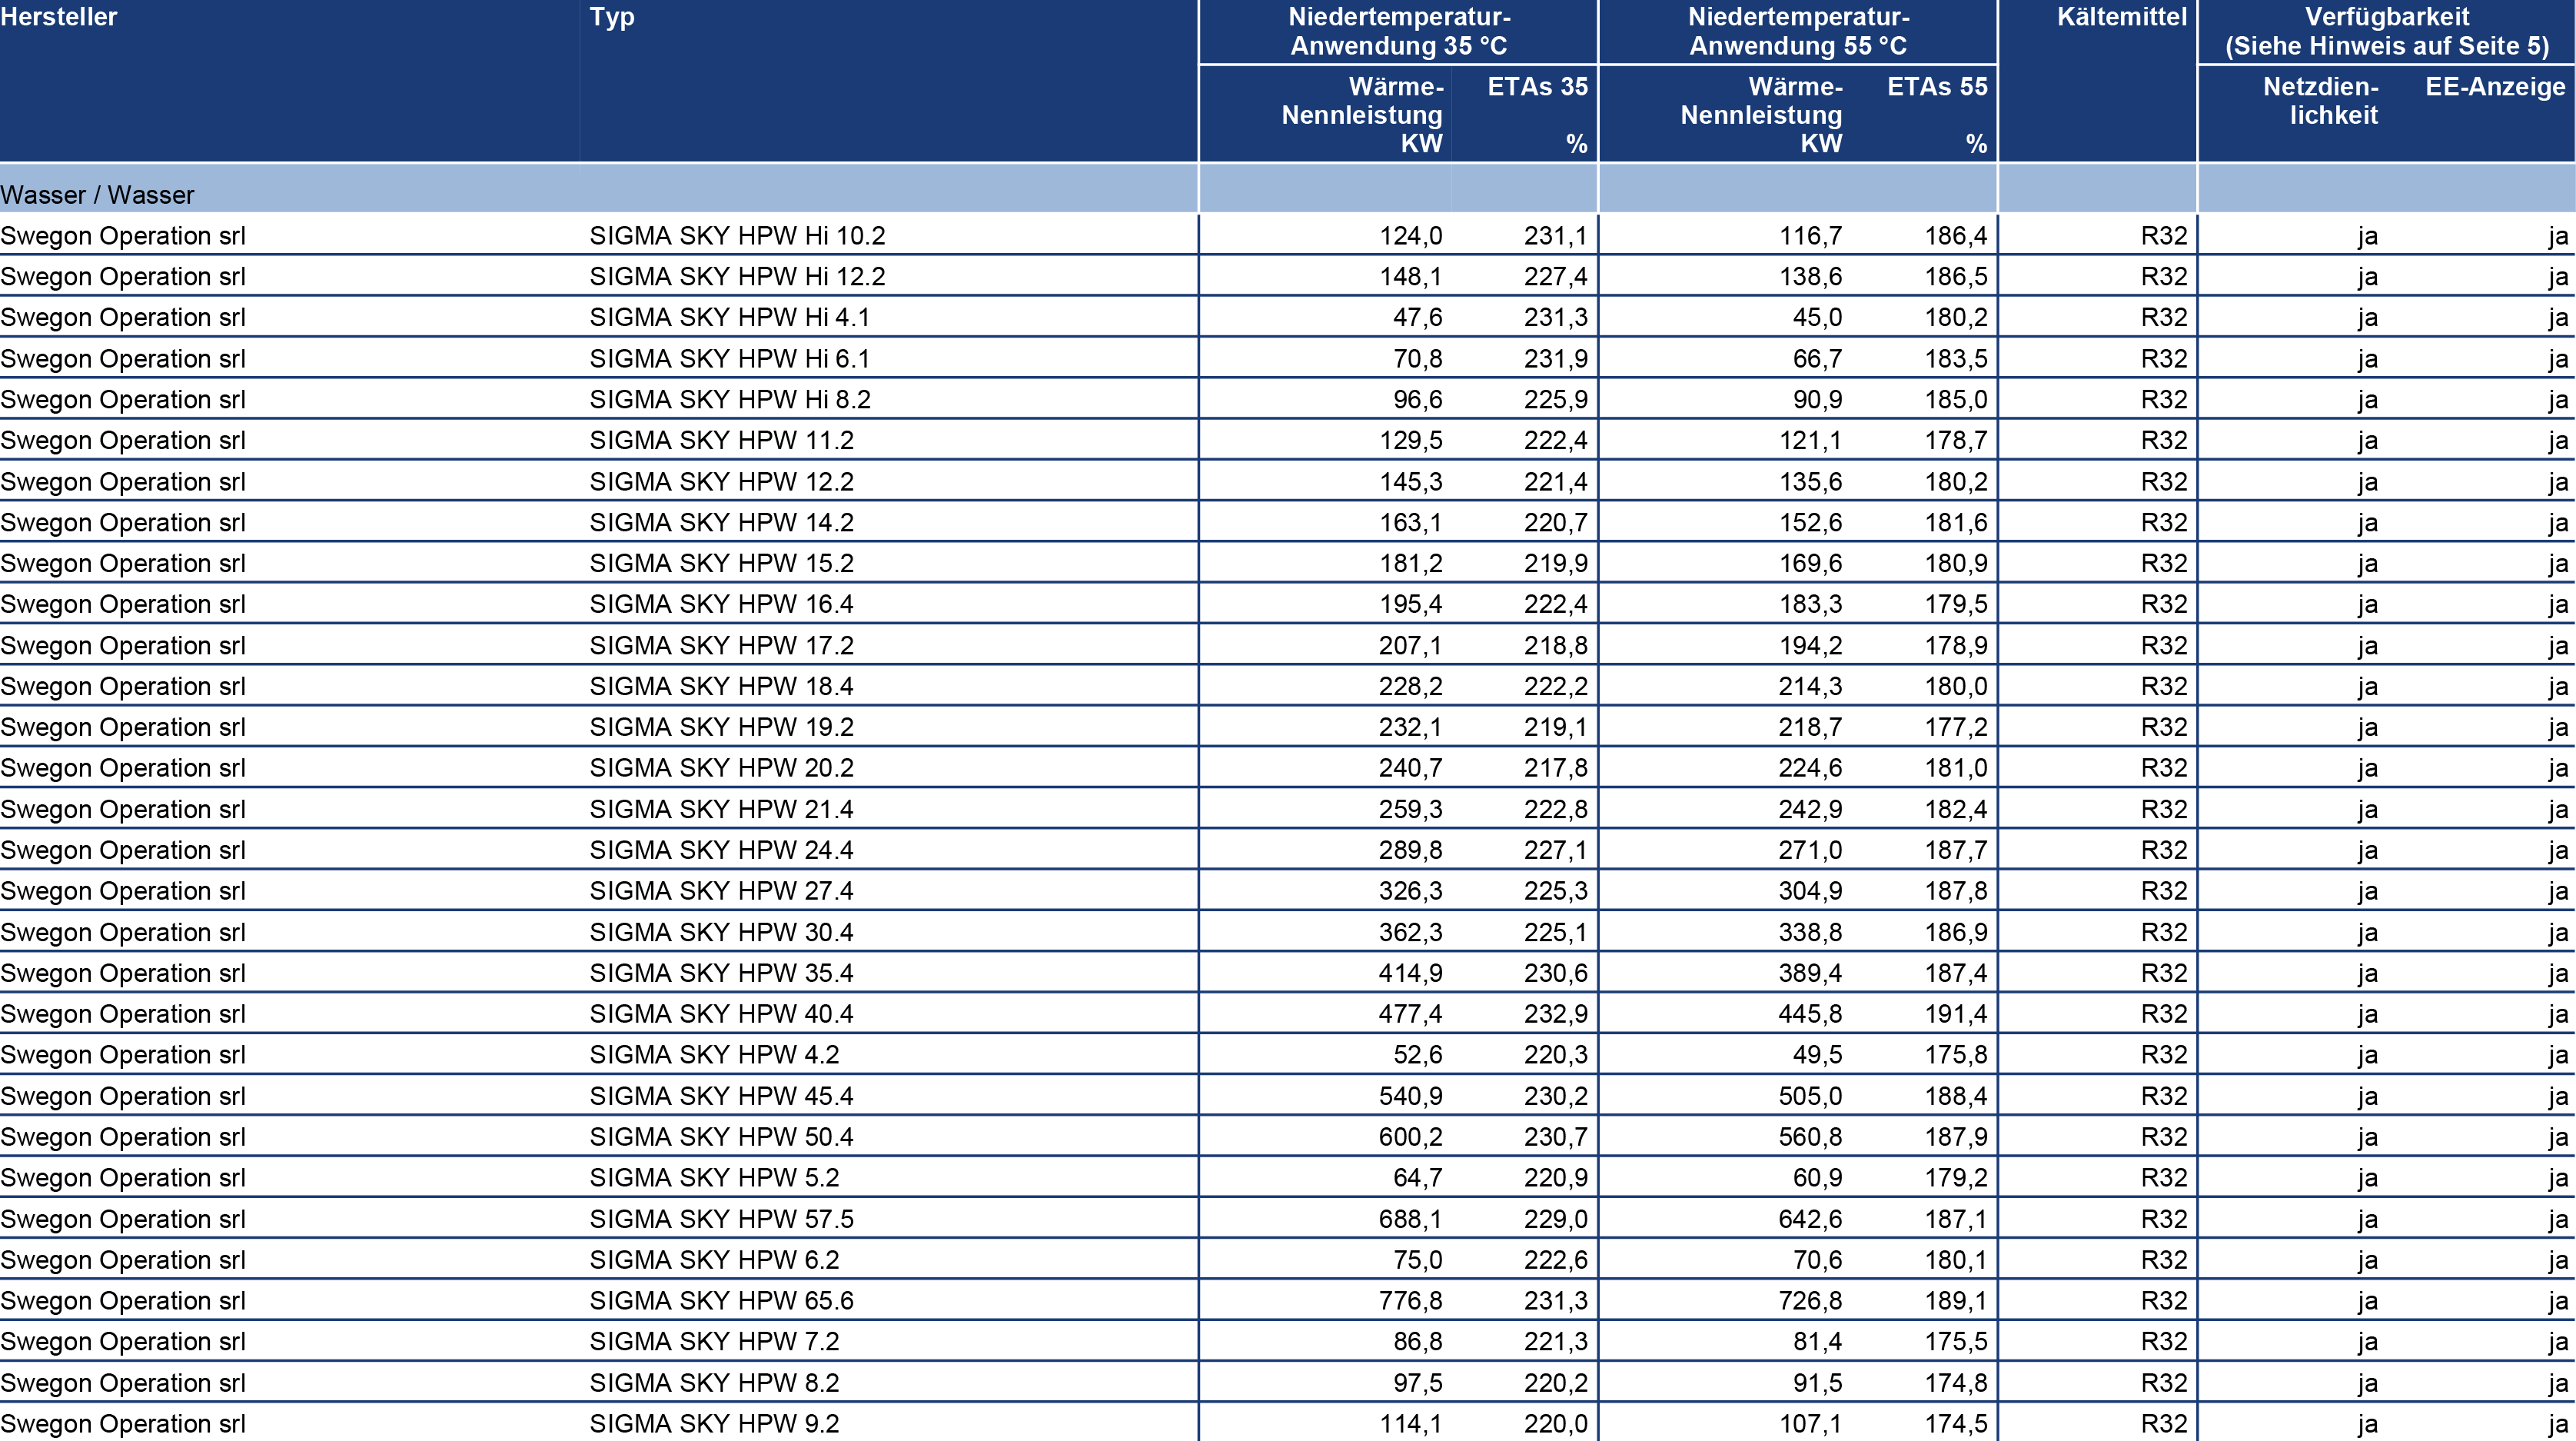 Hersteller Typ Niedertemperatur- Niedertemperatur- Kältemittel Verfügbarkeit
Anwendung 35 °C Anwendung 55 °C (Siehe Hinweis auf Seite 5)
Wärme- ETAs 35 Wärme- ETAs 55 Netzdien- EE-Anzeige
Nennleistung Nennleistung lichkeit
KW % KW %
Wasser / Wasser
Swegon Operation srl SIGMA SKY HPW Hi 10.2 124,0 231,1 116,7 186,4 R32 ja ja
Swegon Operation srl SIGMA SKY HPW Hi 12.2 148,1 227,4 138,6 186,5 R32 ja ja
Swegon Operation srl SIGMA SKY HPW Hi 4.1 47,6 231,3 45,0 180,2 R32 ja ja
Swegon Operation srl SIGMA SKY HPW Hi 6.1 70,8 231,9 66,7 183,5 R32 ja ja
Swegon Operation srl SIGMA SKY HPW Hi 8.2 96,6 225,9 90,9 185,0 R32 ja ja
Swegon Operation srl SIGMA SKY HPW 11.2 129,5 222,4 121,1 178,7 R32 ja ja
Swegon Operation srl SIGMA SKY HPW 12.2 145,3 221,4 135,6 180,2 R32 ja ja
Swegon Operation srl SIGMA SKY HPW 14.2 163,1 220,7 152,6 181,6 R32 ja ja
Swegon Operation srl SIGMA SKY HPW 15.2 181,2 219,9 169,6 180,9 R32 ja ja
Swegon Operation srl SIGMA SKY HPW 16.4 195,4 222,4 183,3 179,5 R32 ja ja
Swegon Operation srl SIGMA SKY HPW 17.2 207,1 218,8 194,2 178,9 R32 ja ja
Swegon Operation srl SIGMA SKY HPW 18.4 228,2 222,2 214,3 180,0 R32 ja ja
Swegon Operation srl SIGMA SKY HPW 19.2 232,1 219,1 218,7 177,2 R32 ja ja
Swegon Operation srl SIGMA SKY HPW 20.2 240,7 217,8 224,6 181,0 R32 ja ja
Swegon Operation srl SIGMA SKY HPW 21.4 259,3 222,8 242,9 182,4 R32 ja ja
Swegon Operation srl SIGMA SKY HPW 24.4 289,8 227,1 271,0 187,7 R32 ja ja
Swegon Operation srl SIGMA SKY HPW 27.4 326,3 225,3 304,9 187,8 R32 ja ja
Swegon Operation srl SIGMA SKY HPW 30.4 362,3 225,1 338,8 186,9 R32 ja ja
Swegon Operation srl SIGMA SKY HPW 35.4 414,9 230,6 389,4 187,4 R32 ja ja
Swegon Operation srl SIGMA SKY HPW 40.4 477,4 232,9 445,8 191,4 R32 ja ja
Swegon Operation srl SIGMA SKY HPW 4.2 52,6 220,3 49,5 175,8 R32 ja ja
Swegon Operation srl SIGMA SKY HPW 45.4 540,9 230,2 505,0 188,4 R32 ja ja
Swegon Operation srl SIGMA SKY HPW 50.4 600,2 230,7 560,8 187,9 R32 ja ja
Swegon Operation srl SIGMA SKY HPW 5.2 64,7 220,9 60,9 179,2 R32 ja ja
Swegon Operation srl SIGMA SKY HPW 57.5 688,1 229,0 642,6 187,1 R32 ja ja
Swegon Operation srl SIGMA SKY HPW 6.2 75,0 222,6 70,6 180,1 R32 ja ja
Swegon Operation srl SIGMA SKY HPW 65.6 776,8 231,3 726,8 189,1 R32 ja ja
Swegon Operation srl SIGMA SKY HPW 7.2 86,8 221,3 81,4 175,5 R32 ja ja
Swegon Operation srl SIGMA SKY HPW 8.2 97,5 220,2 91,5 174,8 R32 ja ja
Swegon Operation srl SIGMA SKY HPW 9.2 114,1 220,0 107,1 174,5 R32 ja ja